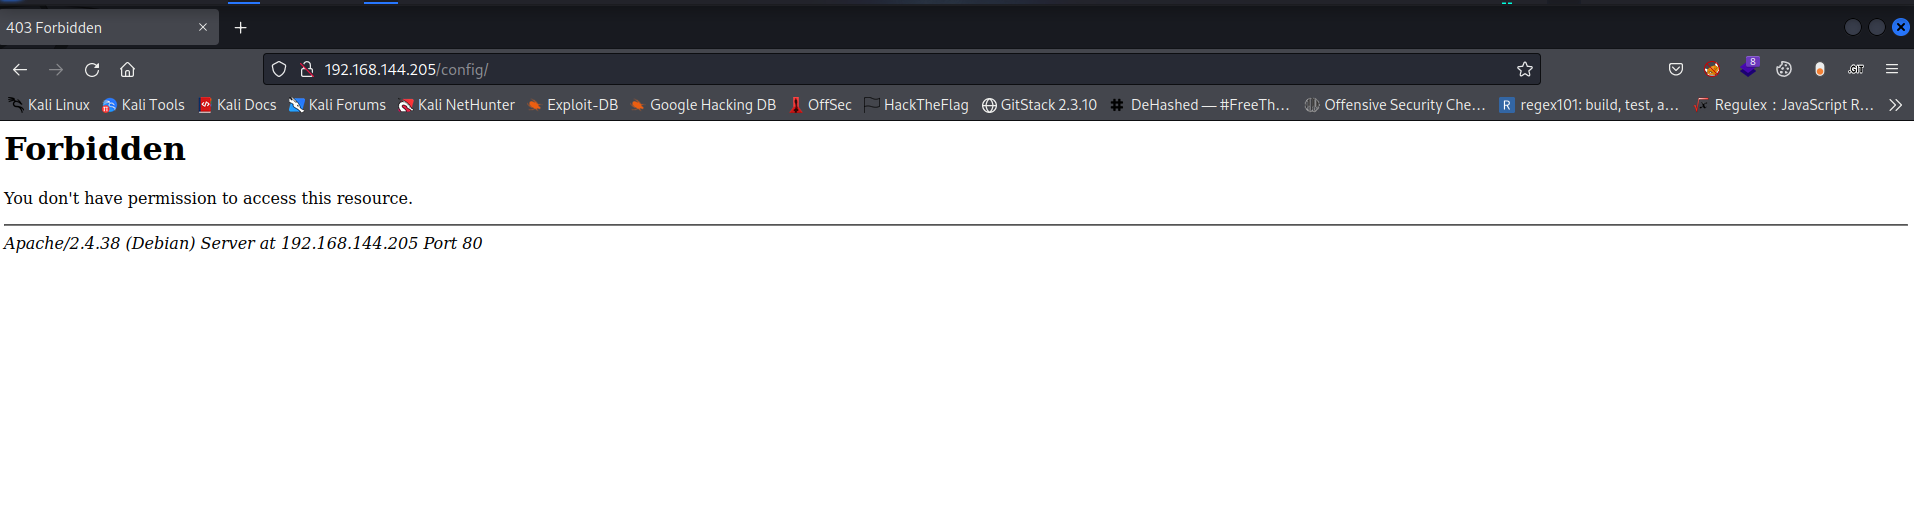 403 Forbidden
192.168.144.205/config/
8
.GIT
Kali Linux Kali Tools Kali Docs Kali Forums Kali NetHunter Exploit-DB Google Hacking DB OffSec HackTheFlag GitStack 2.3.10 DeHashed — #FreeTh... Offensive Security Che... R regex101: build, test, a... Regulex : JavaScript R...
Forbidden
You don't have permission to access this resource.
Apache/2.4.38 (Debian) Server at 192.168.144.205 Port 80